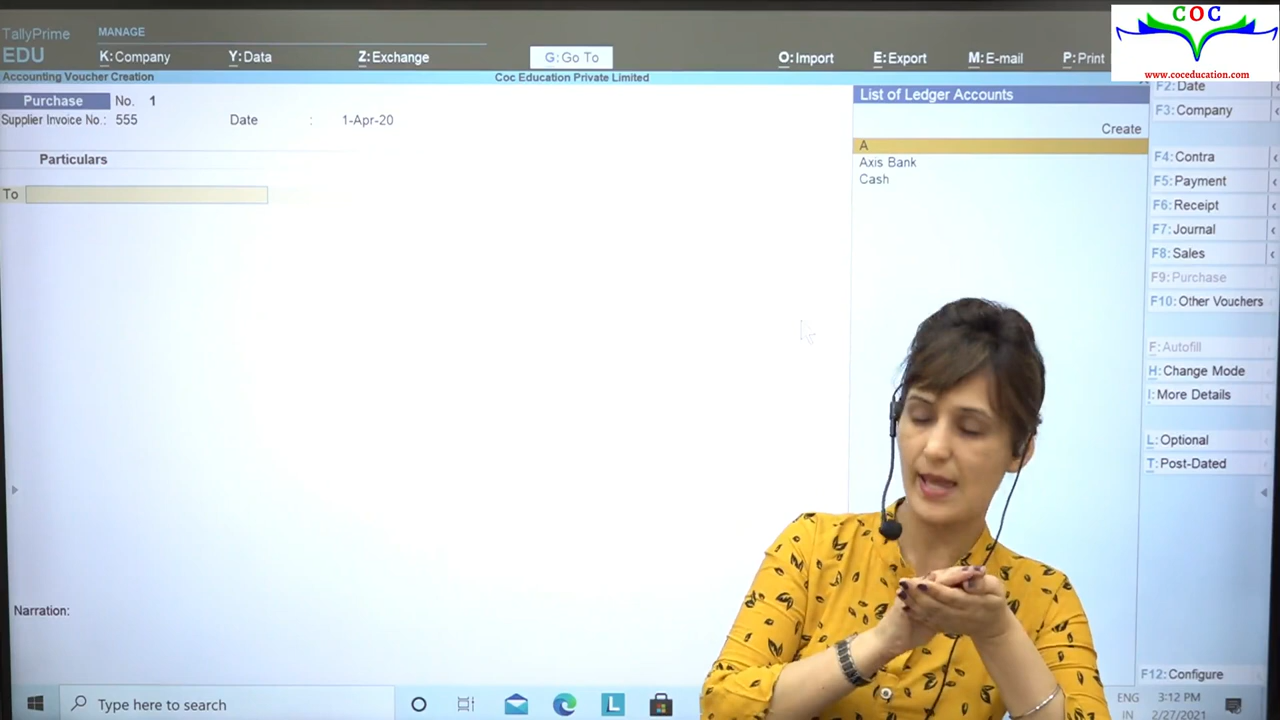 TallyPrime
EDU
MANAGE
K: Company
Y: Data
Z: Exchange
G: Go To
O: Import
E: Export
M: E-mail
P: Print
COC
www.coceducation.com
Accounting Voucher Creation
Coc Education Private Limited
Purchase No. 1
Supplier Invoice No.: 555 Date : 1-Apr-20
Particulars
To
Narration:
List of Ledger Accounts
Create
A
Axis Bank
Cash
F2: Date
F3: Company
F4: Contra
F5: Payment
F6: Receipt
F7: Journal
F8: Sales
F9: Purchase
F10: Other Vouchers
F: Autofill
H: Change Mode
I: More Details
L: Optional
T: Post-Dated
F12: Configure
Type here to search
L
ENG
IN
3:12 PM
2/27/2021